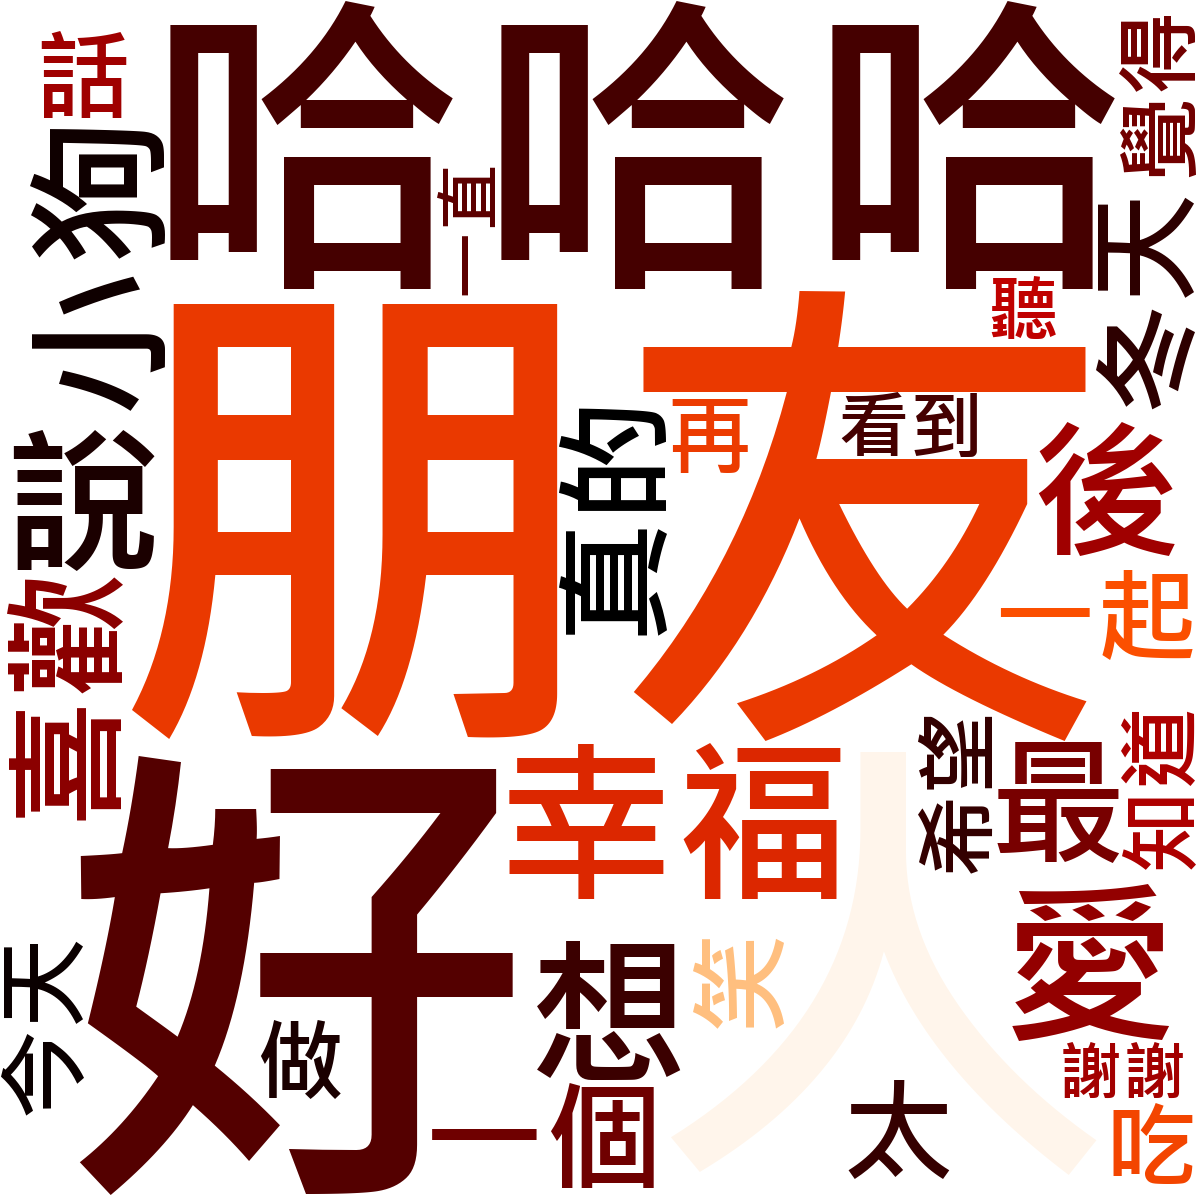 話
哈哈哈
覺得
小狗
一直
冬天
聽
朋友
再
看到
真的
說
後
一起
喜歡
希望
最
知道
幸福
好
人
愛
今天
想
笑
做
謝謝
一個
太
吃